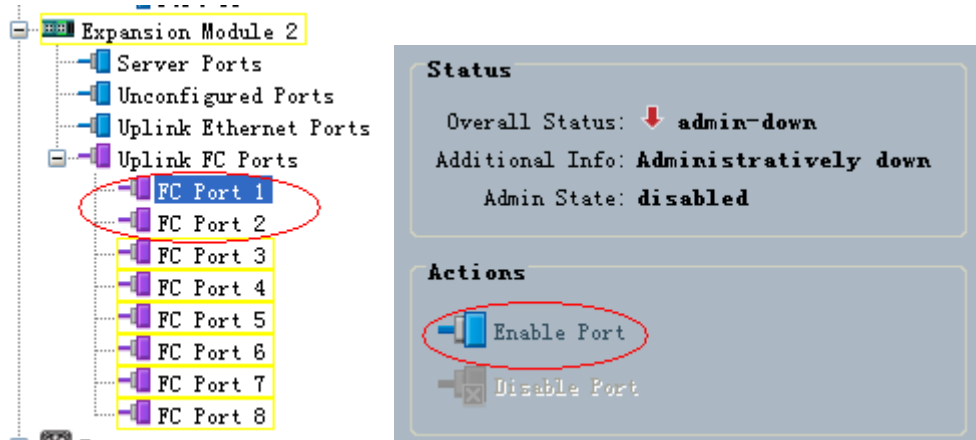 Expansion Module 2
Server Ports
Unconfigured Ports
Uplink Ethernet Ports
Uplink FC Ports
FC Port 1
FC Port 2
FC Port 3
FC Port 4
FC Port 5
FC Port 6
FC Port 7
FC Port 8
Status
Overall Status: admin-down
Additional Info: Administratively down
Admin State: disabled
Actions
Enable Port
Disable Port